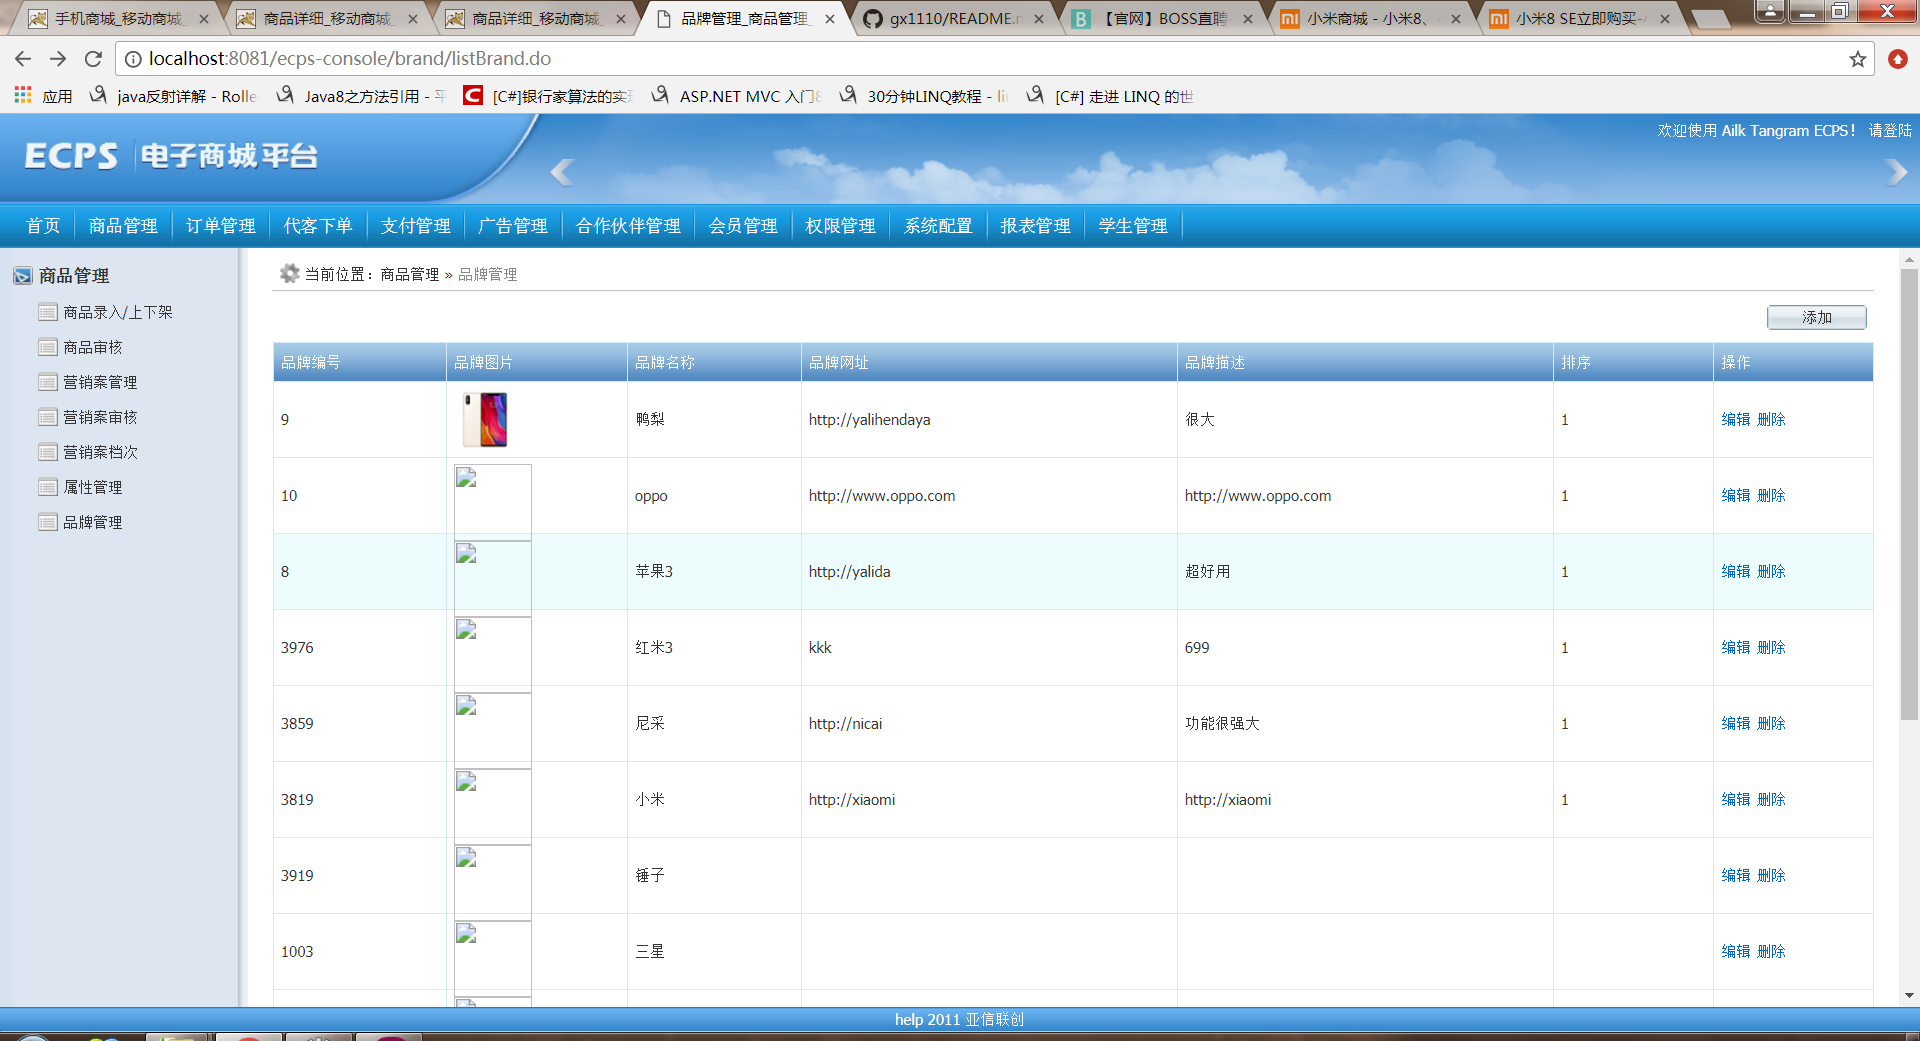 手机商城_移动商城_
商品详细_移动商城_
商品详细_移动商城_
品牌管理_商品管理_
gx1110/README.m
【官网】BOSS直聘
小米商城 - 小米8、
小米8 SE立即购买-
localhost:8081/ecps-console/brand/listBrand.do
应用
java反射详解 - Rolle
Java8之方法引用 - 平
[C#]银行家算法的实现
ASP.NET MVC 入门8
30分钟LINQ教程 - li
[C#] 走进 LINQ 的世
ECPS 电子商城平台
欢迎使用 Ailk Tangram ECPS! 请登陆
首页 商品管理 订单管理 代客下单 支付管理 广告管理 合作伙伴管理 会员管理 权限管理 系统配置 报表管理 学生管理
商品管理
商品录入/上下架
商品审核
营销案管理
营销案审核
营销案档次
属性管理
品牌管理
当前位置：商品管理 » 品牌管理
添加
品牌编号 品牌图片 品牌名称 品牌网址 品牌描述 排序 操作
9 鸭梨 http://yalihendaya 很大 1 编辑 删除
10 oppo http://www.oppo.com http://www.oppo.com 1 编辑 删除
8 苹果3 http://yalida 超好用 1 编辑 删除
3976 红米3 kkk 699 1 编辑 删除
3859 尼采 http://nicai 功能很强大 1 编辑 删除
3819 小米 http://xiaomi http://xiaomi 1 编辑 删除
3919 锤子 编辑 删除
1003 三星 编辑 删除
help 2011 亚信联创